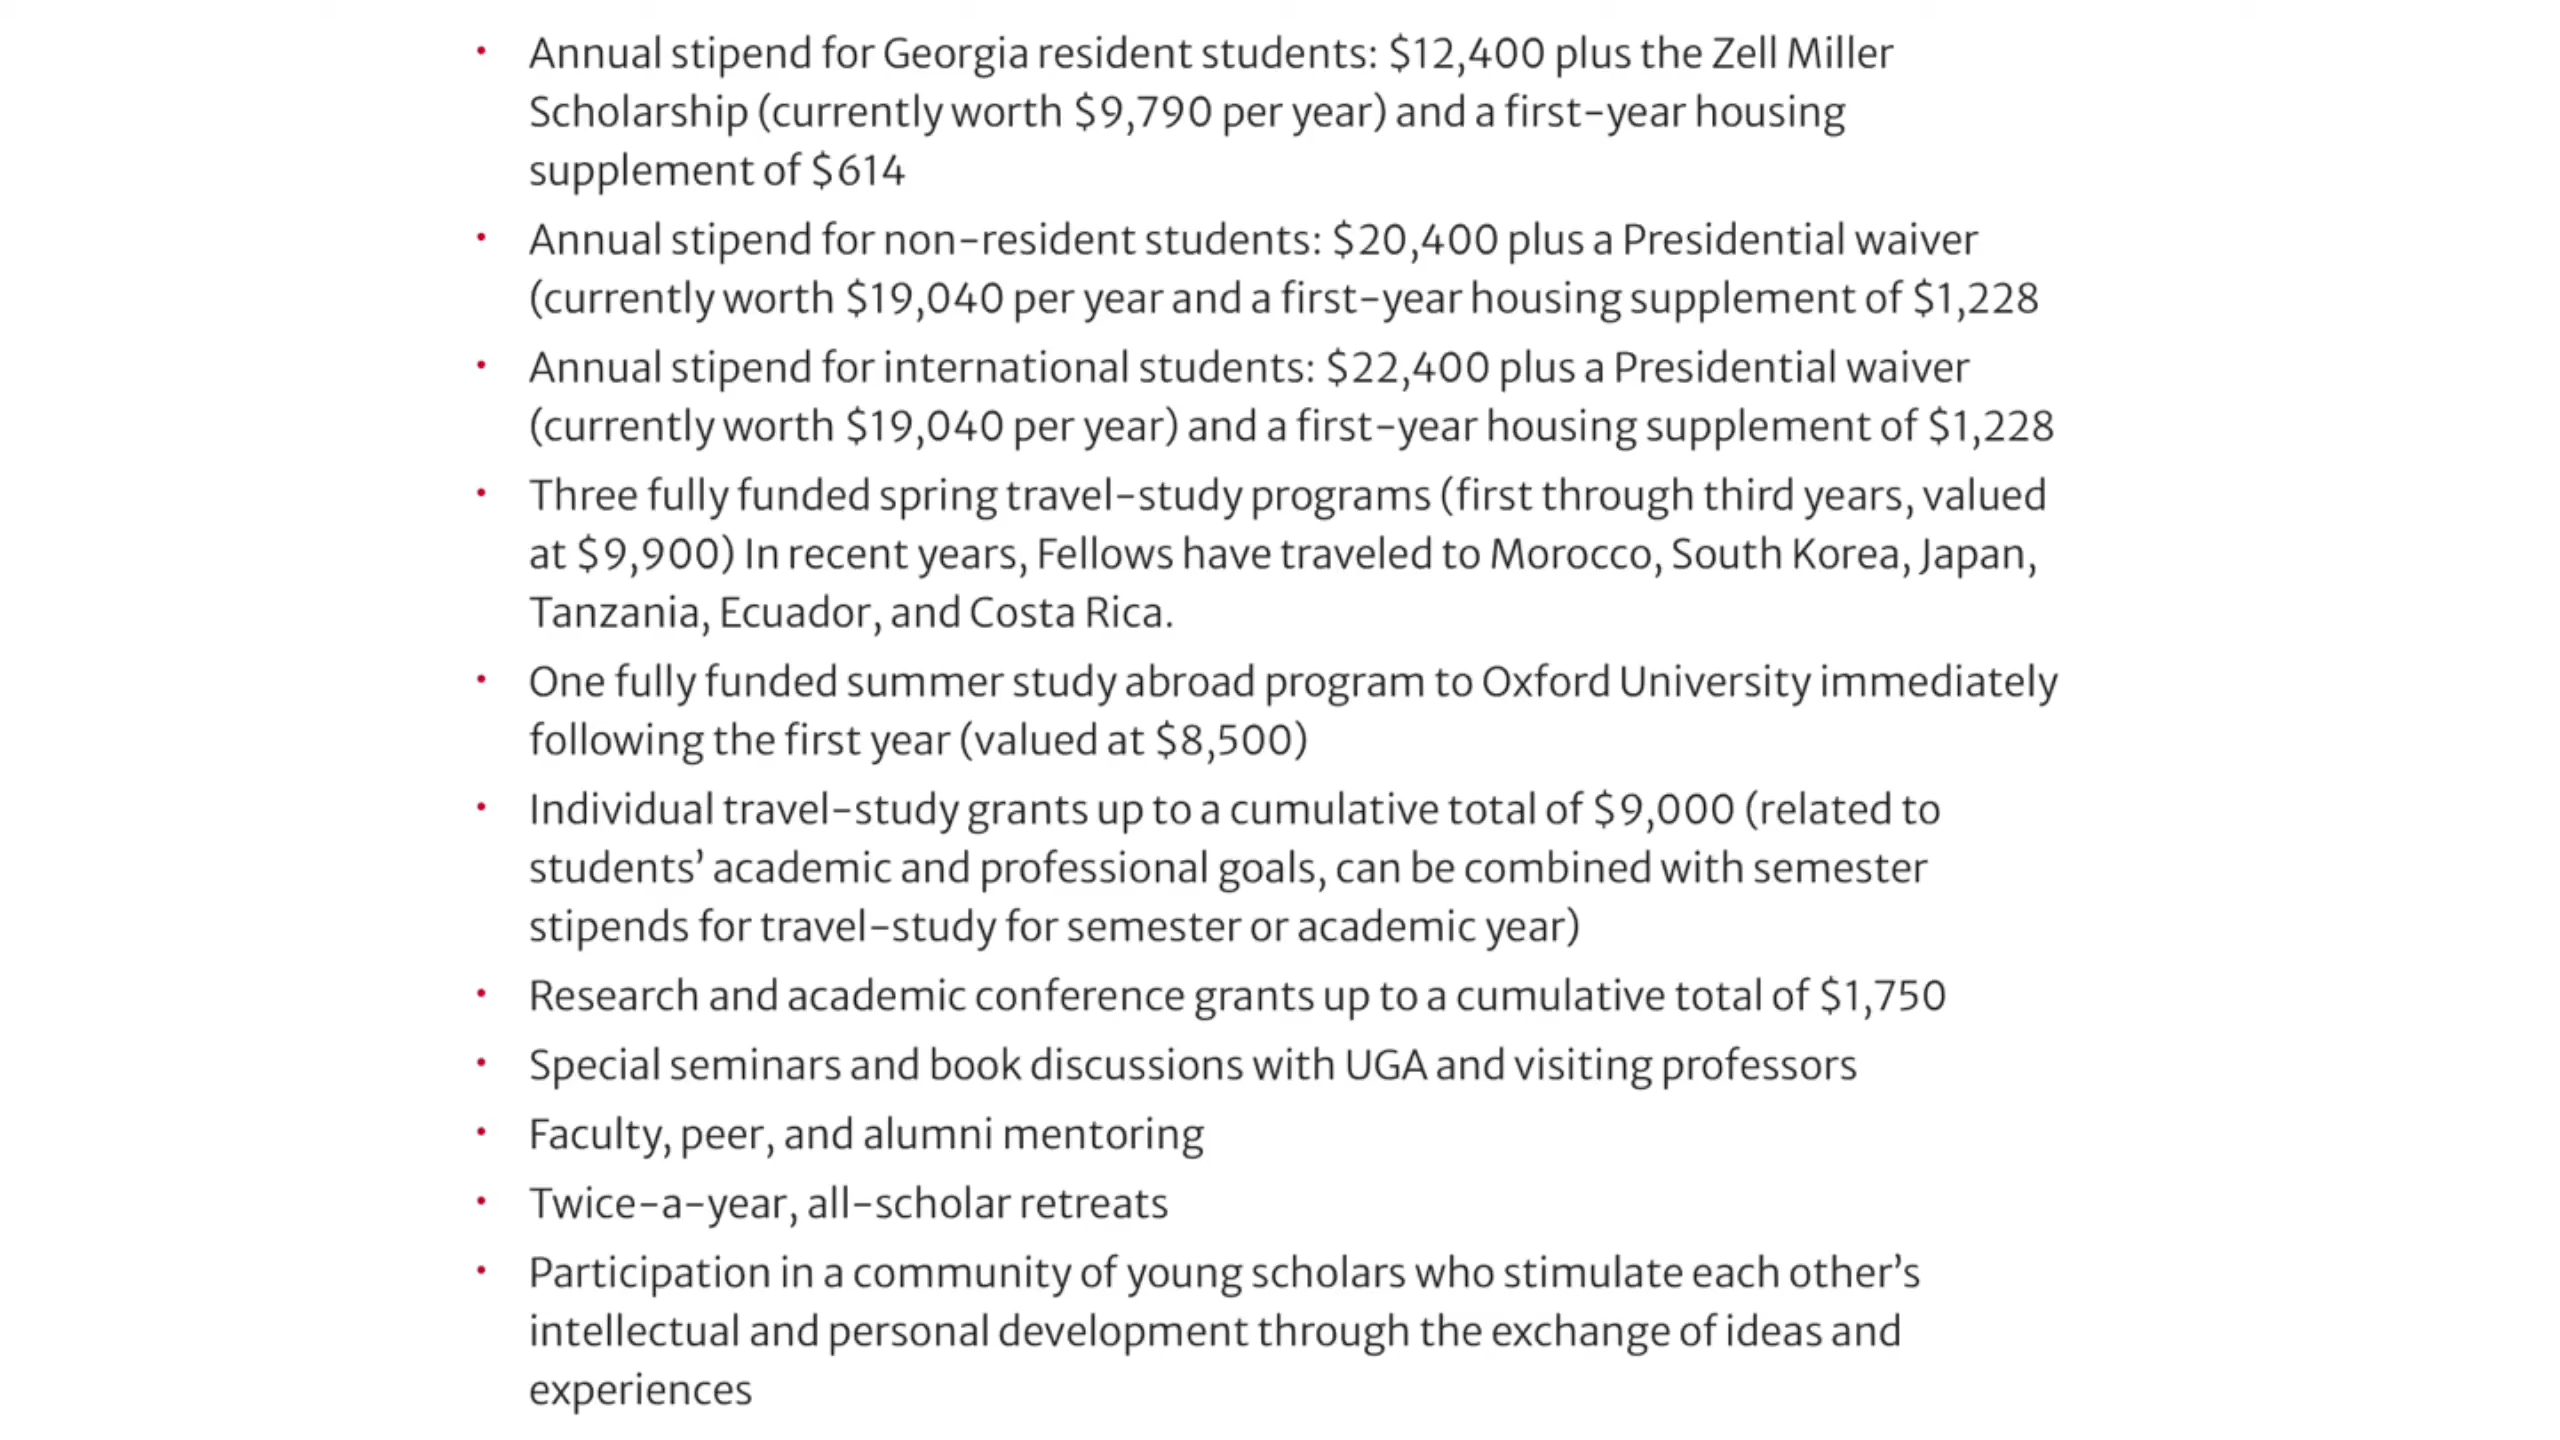 • Annual stipend for Georgia resident students: $12,400 plus the Zell Miller
Scholarship (currently worth $9,790 per year) and a first-year housing
supplement of $614
• Annual stipend for non-resident students: $20,400 plus a Presidential waiver
(currently worth $19,040 per year and a first-year housing supplement of $1,228
• Annual stipend for international students: $22,400 plus a Presidential waiver
(currently worth $19,040 per year) and a first-year housing supplement of $1,228
• Three fully funded spring travel-study programs (first through third years, valued
at $9,900) In recent years, Fellows have traveled to Morocco, South Korea, Japan,
Tanzania, Ecuador, and Costa Rica.
• One fully funded summer study abroad program to Oxford University immediately
following the first year (valued at $8,500)
• Individual travel-study grants up to a cumulative total of $9,000 (related to
students’ academic and professional goals, can be combined with semester
stipends for travel-study for semester or academic year)
• Research and academic conference grants up to a cumulative total of $1,750
• Special seminars and book discussions with UGA and visiting professors
• Faculty, peer, and alumni mentoring
• Twice-a-year, all-scholar retreats
• Participation in a community of young scholars who stimulate each other’s
intellectual and personal development through the exchange of ideas and
experiences